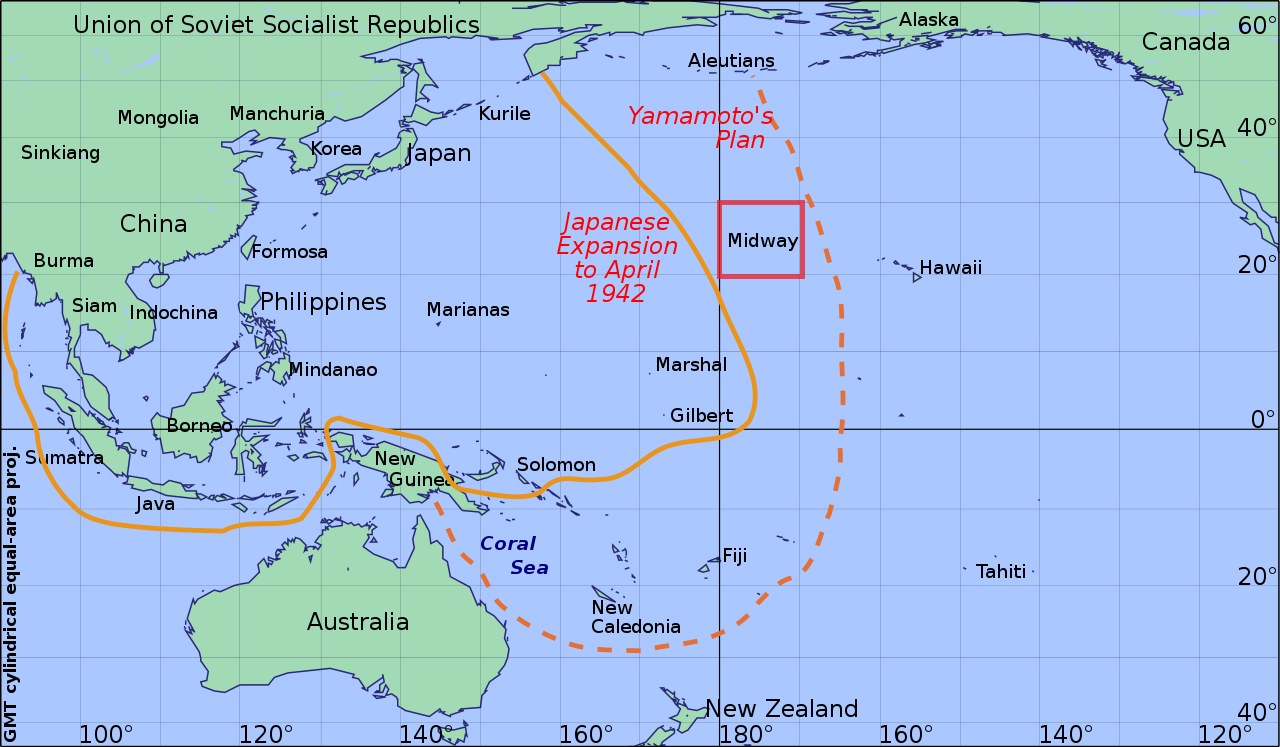 Union of Soviet Socialist Republics
Alaska
60°
Canada
Aleutians
Mongolia
Manchuria
Kurile
Yamamoto's
Plan
40°
USA
Sinkiang
Korea
Japan
China
Japanese
Expansion
to April
1942
Midway
Formosa
Burma
20°
Hawaii
Siam
Indochina
Philippines
Marianas
Mindanao
Marshal
Gilbert
0°
Borneo
Sumatra
New
Guinea
Solomon
Java
Coral
Sea
Fiji
Tahiti
20°
New
Caledonia
Australia
New Zealand
40°
100°
120°
140°
160°
180°
160°
140°
120°
GMT cylindrical equal-area proj.